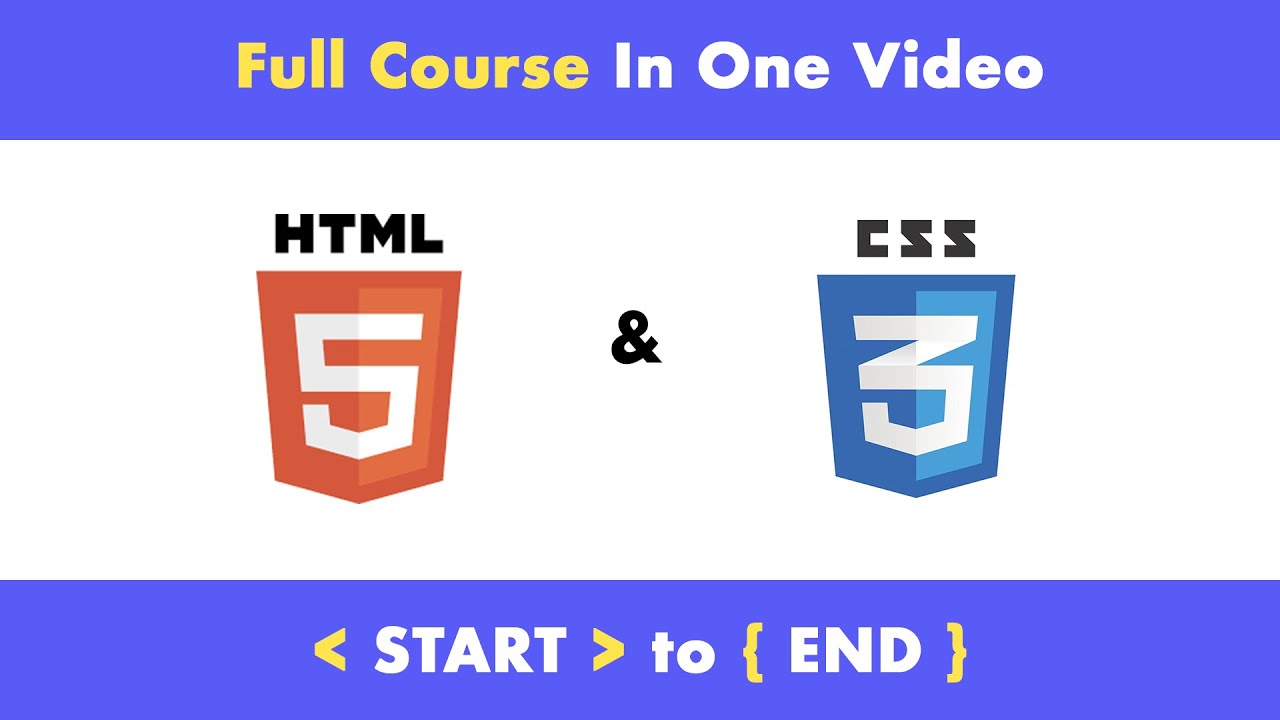 Full Course In One Video
HTML
CSS
5
&
3
< START > to { END }